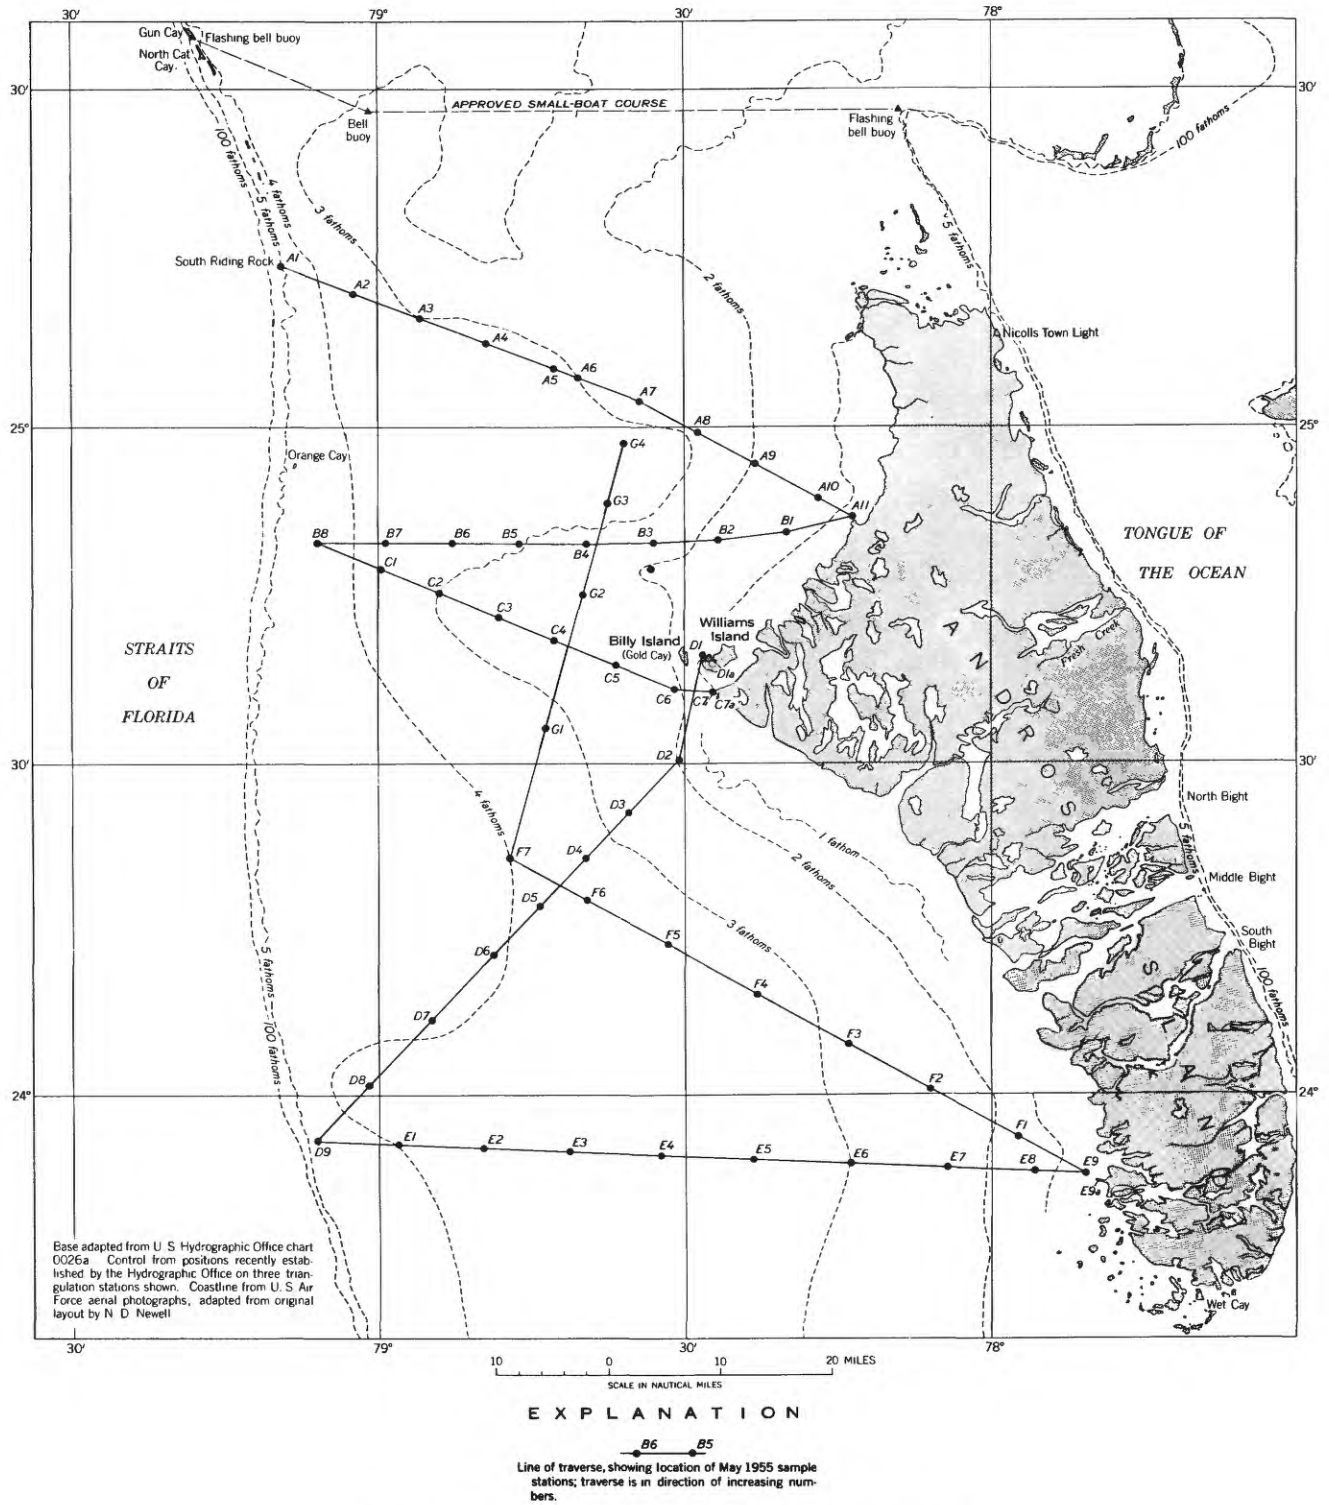 30'
79°
30'
78°
Gun Cay
Flashing bell buoy
North Cat
Cay
30'
30'
APPROVED SMALL-BOAT COURSE
Bell
buoy
Flashing
bell buoy
100 fathoms
100 fathoms
5 fathoms
4 fathoms
3 fathoms
5 fathoms
South Riding Rock
A1
A2
A3
A4
A5
A6
A7
A8
A9
A10
A11
2 fathoms
Nicolls Town Light
25°
25°
Orange Cay
G4
G3
B8
B7
B6
B5
B4
B3
B2
B1
TONGUE OF
THE OCEAN
C1
C2
C3
C4
C5
C6
C7
C7a
G2
G1
Billy Island
(Gold Cay)
Williams
Island
D1
D1a
Fresh Creek
STRAITS
OF
FLORIDA
ANDROS
ISLAND
30'
30'
D2
D3
D4
D5
D6
D7
D8
D9
4 fathoms
1 fathom
2 fathoms
3 fathoms
North Bight
5 fathoms
Middle Bight
South
Bight
100 fathoms
F7
F6
F5
F4
F3
F2
F1
5 fathoms
100 fathoms
24°
24°
E1
E2
E3
E4
E5
E6
E7
E8
E9
E9a
Wet Cay
Base adapted from U S Hydrographic Office chart
0026a Control from positions recently estab-
lished by the Hydrographic Office on three trian-
gulation stations shown. Coastline from U. S Air
Force aerial photographs, adapted from original
layout by N D Newell
30'
79°
30'
78°
10 0 10 20 MILES
SCALE IN NAUTICAL MILES
EXPLANATION
B6 B5
Line of traverse, showing location of May 1955 sample
stations; traverse is in direction of increasing num-
bers.